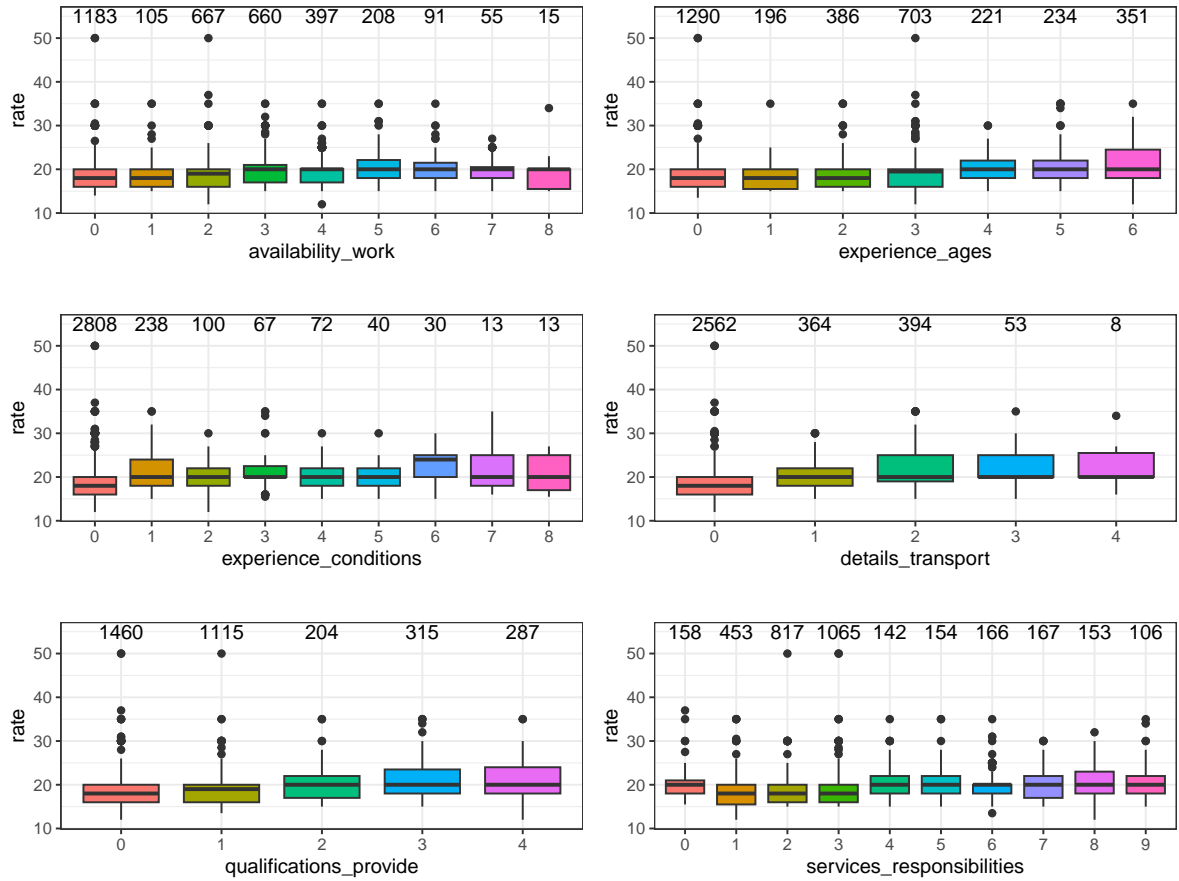 1183 105 667 660 397 208 91 55 15
50
40
30
20
10
rate
0 1 2 3 4 5 6 7 8
availability_work
1290 196 386 703 221 234 351
50
40
30
20
10
rate
0 1 2 3 4 5 6
experience_ages
2808 238 100 67 72 40 30 13 13
50
40
30
20
10
rate
0 1 2 3 4 5 6 7 8
experience_conditions
2562 364 394 53 8
50
40
30
20
10
rate
0 1 2 3 4
details_transport
1460 1115 204 315 287
50
40
30
20
10
rate
0 1 2 3 4
qualifications_provide
158 453 817 1065 142 154 166 167 153 106
50
40
30
20
10
rate
0 1 2 3 4 5 6 7 8 9
services_responsibilities